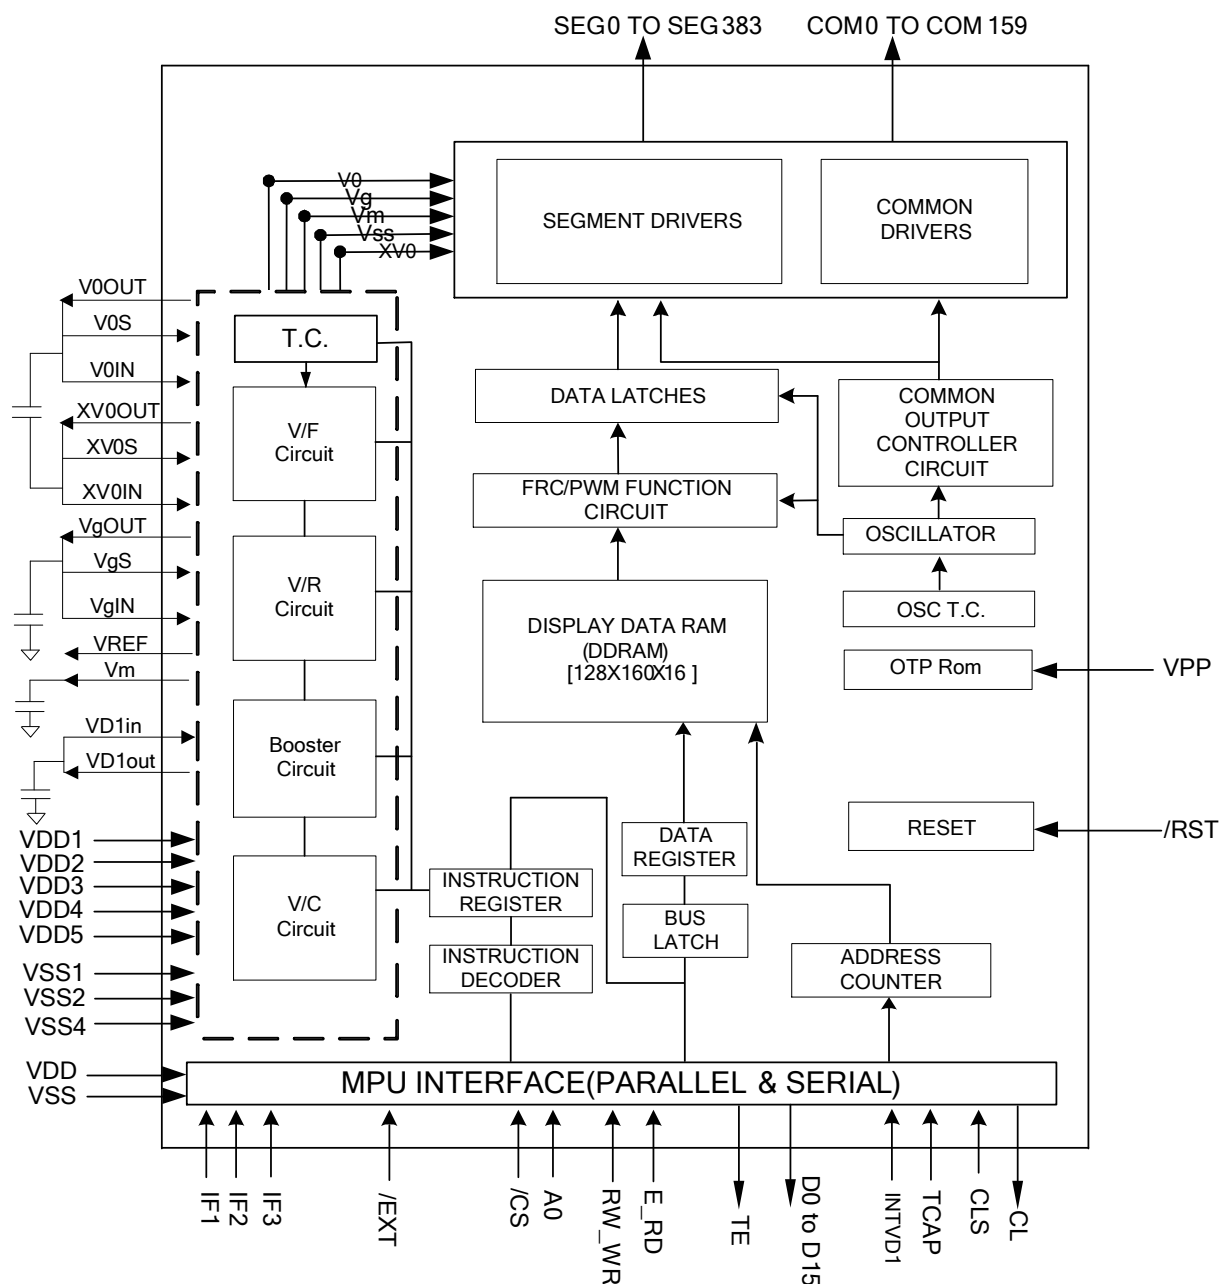 SEG0 TO SEG383
COM0 TO COM159
V0
Vg
Vm
Vss
XV0
SEGMENT DRIVERS
COMMON
DRIVERS
V0OUT
V0S
V0IN
XV0OUT
XV0S
XV0IN
VgOUT
VgS
VgIN
VREF
Vm
VD1in
VD1out
VDD1
VDD2
VDD3
VDD4
VDD5
VSS1
VSS2
VSS4
VDD
VSS
T.C.
V/F
Circuit
V/R
Circuit
Booster
Circuit
V/C
Circuit
DATA LATCHES
COMMON
OUTPUT
CONTROLLER
CIRCUIT
FRC/PWM FUNCTION
CIRCUIT
OSCILLATOR
OSC T.C.
DISPLAY DATA RAM
(DDRAM)
[128X160X16 ]
OTP Rom
VPP
RESET
/RST
DATA
REGISTER
INSTRUCTION
REGISTER
BUS
LATCH
INSTRUCTION
DECODER
ADDRESS
COUNTER
MPU INTERFACE(PARALLEL & SERIAL)
IF1
IF2
IF3
/EXT
/CS
A0
RW_WR
E_RD
TE
D0 to D15
INTVD1
TCAP
CLS
CL